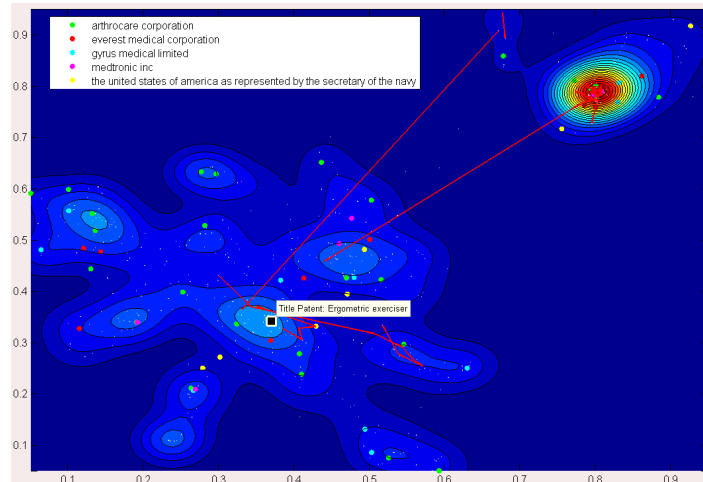 arthrocare corporation
everest medical corporation
gyrus medical limited
medtronic inc
the united states of america as represented by the secretary of the navy
0.9
0.8
0.7
0.6
0.5
0.4
0.3
0.2
0.1
Title Patent: Ergometric exerciser
0.1 0.2 0.3 0.4 0.5 0.6 0.7 0.8 0.9